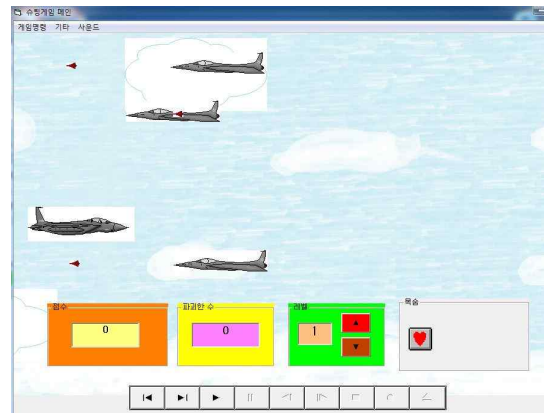 슈팅게임 메인
게임명령 기타 사운드
점수
파괴한 수
레벨
목숨
0
0
1